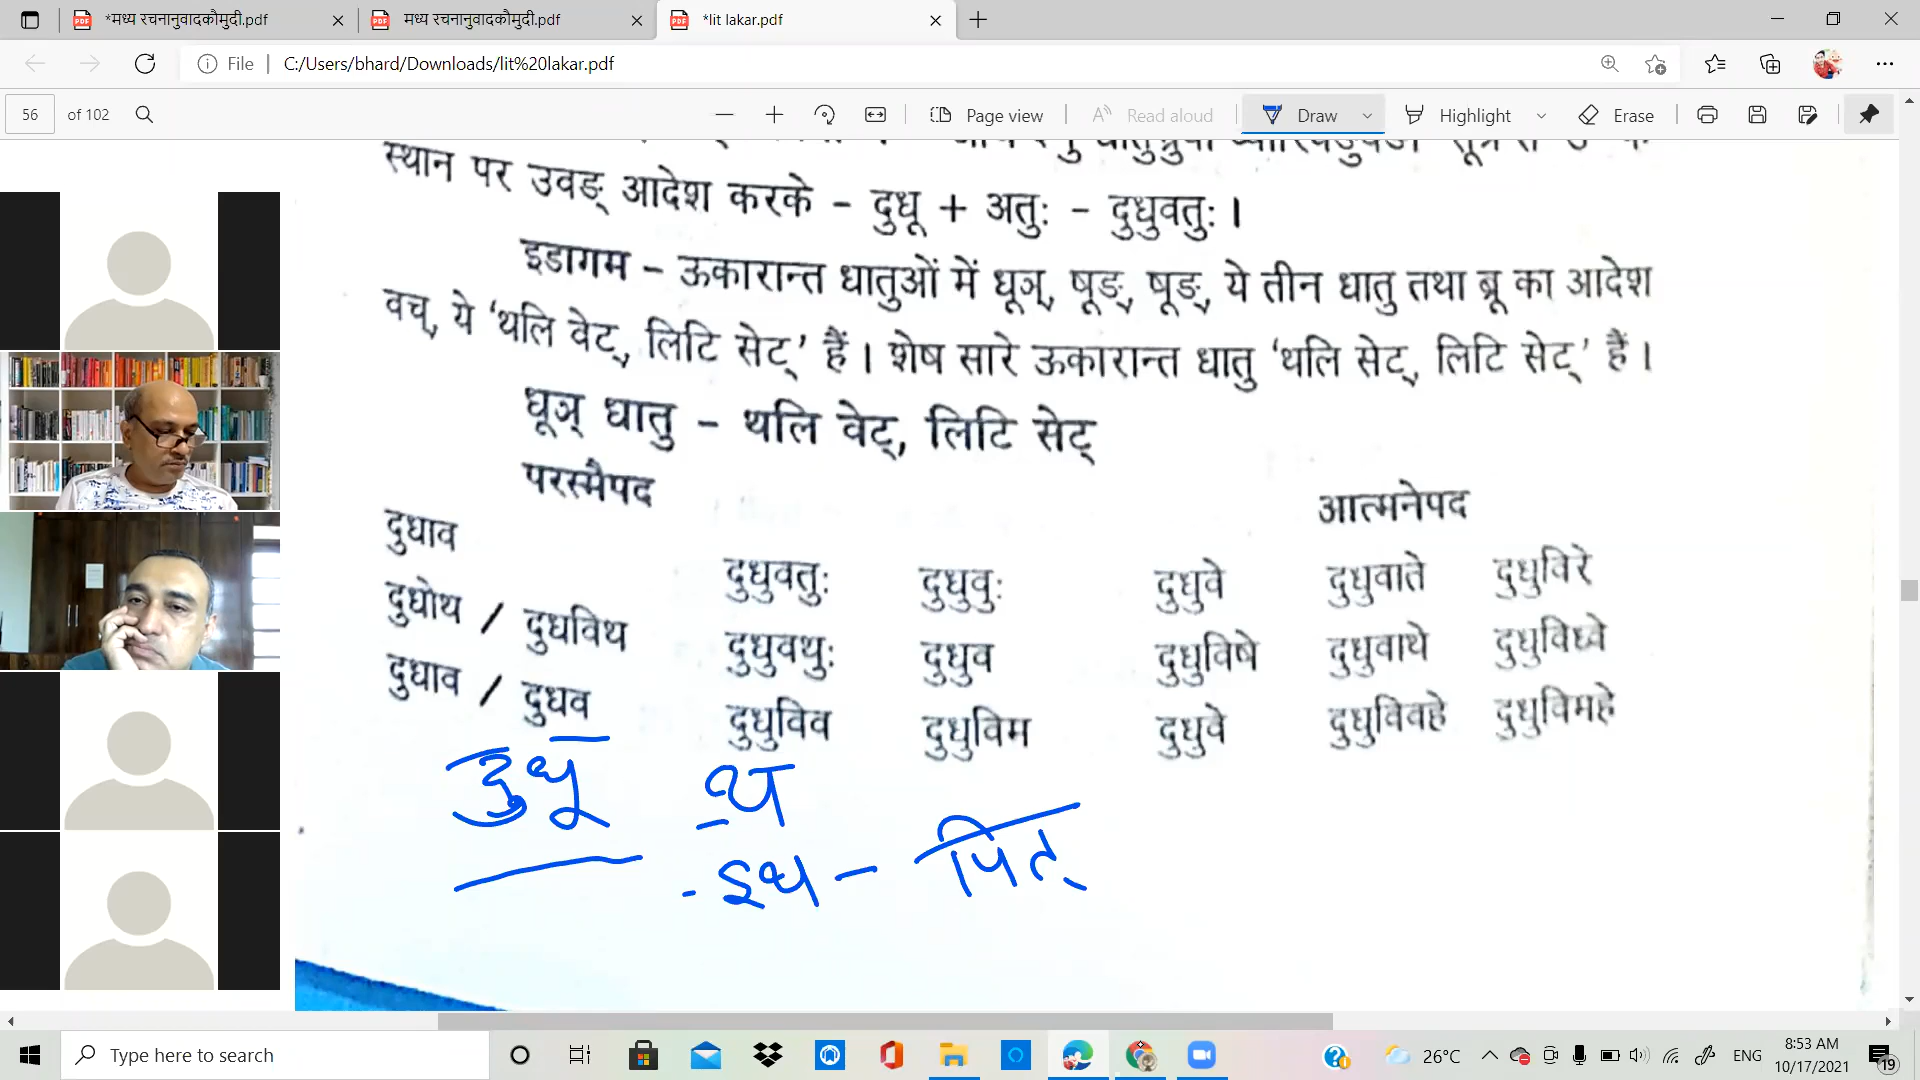 *मध्य रचनानुवादकौमुदी.pdf
मध्य रचनानुवादकौमुदी.pdf
*lit lakar.pdf
File
C:/Users/bhard/Downloads/lit%20lakar.pdf
56 of 102
Page view
Read aloud
Draw
Highlight
Erase
स्थान पर उवङ् आदेश करके – दुधू + अतुः – दुधुवतुः ।
इडागम – ऊकारान्त धातुओं में धूञ्, षूङ्, षूङ्, ये तीन धातु तथा ब्रू का आदेश
वच्, ये 'थलि वेट्, लिटि सेट्' हैं । शेष सारे ऊकारान्त धातु 'थलि सेट्, लिटि सेट्' हैं ।
धूञ् धातु – थलि वेट्, लिटि सेट्
परस्मैपद आत्मनेपद
दुधाव दुधुवतुः दुधुवुः दुधुवे दुधुवाते दुधुविरे
दुधोथ / दुधविथ दुधुवथुः दुधुव दुधुविषे दुधुवाथे दुधुविध्वे
दुधाव / दुधव दुधुविव दुधुविम दुधुवे दुधुविवहे दुधुविमहे
दुधू थ
- इथ – पित्
Type here to search
26°C
ENG
8:53 AM
10/17/2021
19